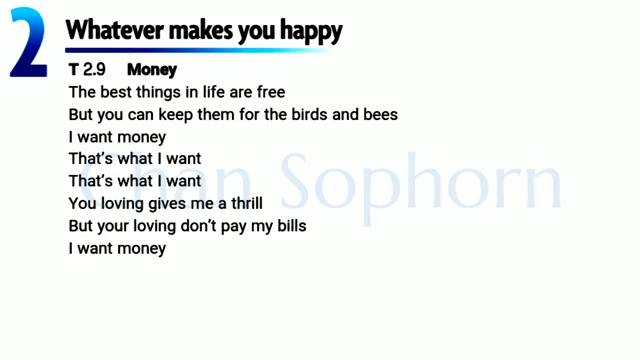 2
Whatever makes you happy
T 2.9 Money
The best things in life are free
But you can keep them for the birds and bees
I want money
That's what I want
That's what I want
You loving gives me a thrill
But your loving don't pay my bills
I want money
Chan Sophorn